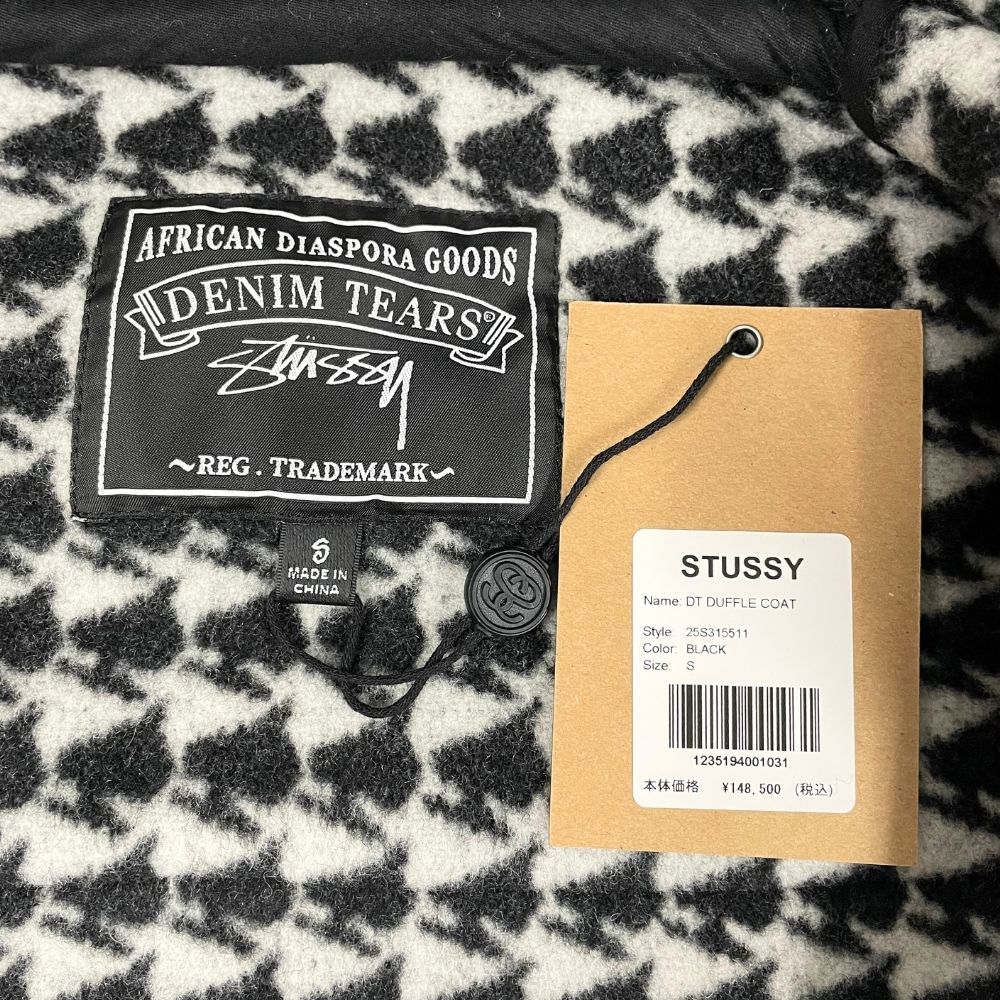 AFRICAN DIASPORA GOODS
DENIM TEARS®
Stüssy
~REG. TRADEMARK~
S
MADE IN
CHINA
STUSSY
Name: DT DUFFLE COAT
Style: 25S315511
Color: BLACK
Size: S
1235194001031
本体価格 ¥148,500 (税込)